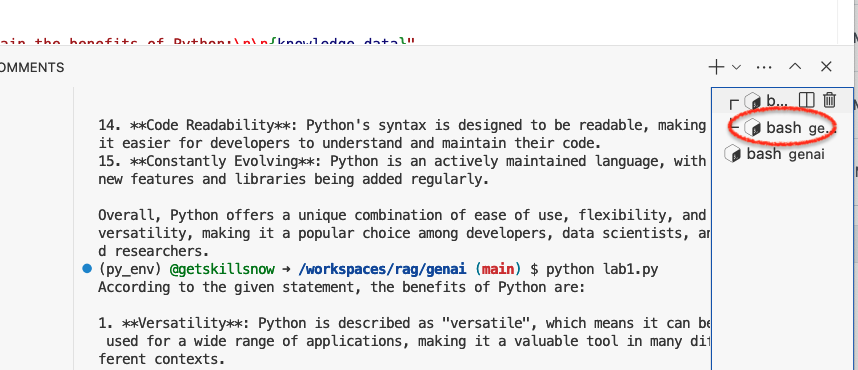 ain the benefits of Python:\n\n{knowledge_data}"
OMMENTS
14. **Code Readability**: Python's syntax is designed to be readable, making
it easier for developers to understand and maintain their code.
15. **Constantly Evolving**: Python is an actively maintained language, with
new features and libraries being added regularly.
Overall, Python offers a unique combination of ease of use, flexibility, and
versatility, making it a popular choice among developers, data scientists, an
d researchers.
(py_env) @getskillsnow ➜ /workspaces/rag/genai (main) $ python lab1.py
According to the given statement, the benefits of Python are:
1. **Versatility**: Python is described as "versatile", which means it can be
used for a wide range of applications, making it a valuable tool in many dif
ferent contexts.
b...
bash ge...
bash genai